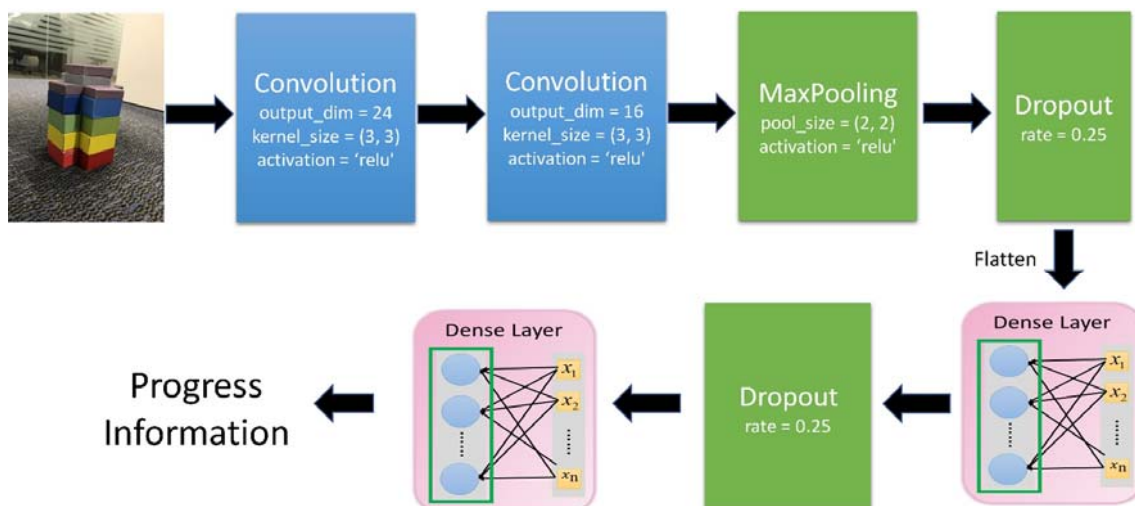 Convolution
output_dim = 24
kernel_size = (3, 3)
activation = ‘relu'
Convolution
output_dim = 16
kernel_size = (3, 3)
activation = ‘relu'
MaxPooling
pool_size = (2, 2)
activation = ‘relu'
Dropout
rate = 0.25
Flatten
Dense Layer
x1
x2
......
......
xn
Dropout
rate = 0.25
Dense Layer
x1
x2
......
......
xn
Progress
Information